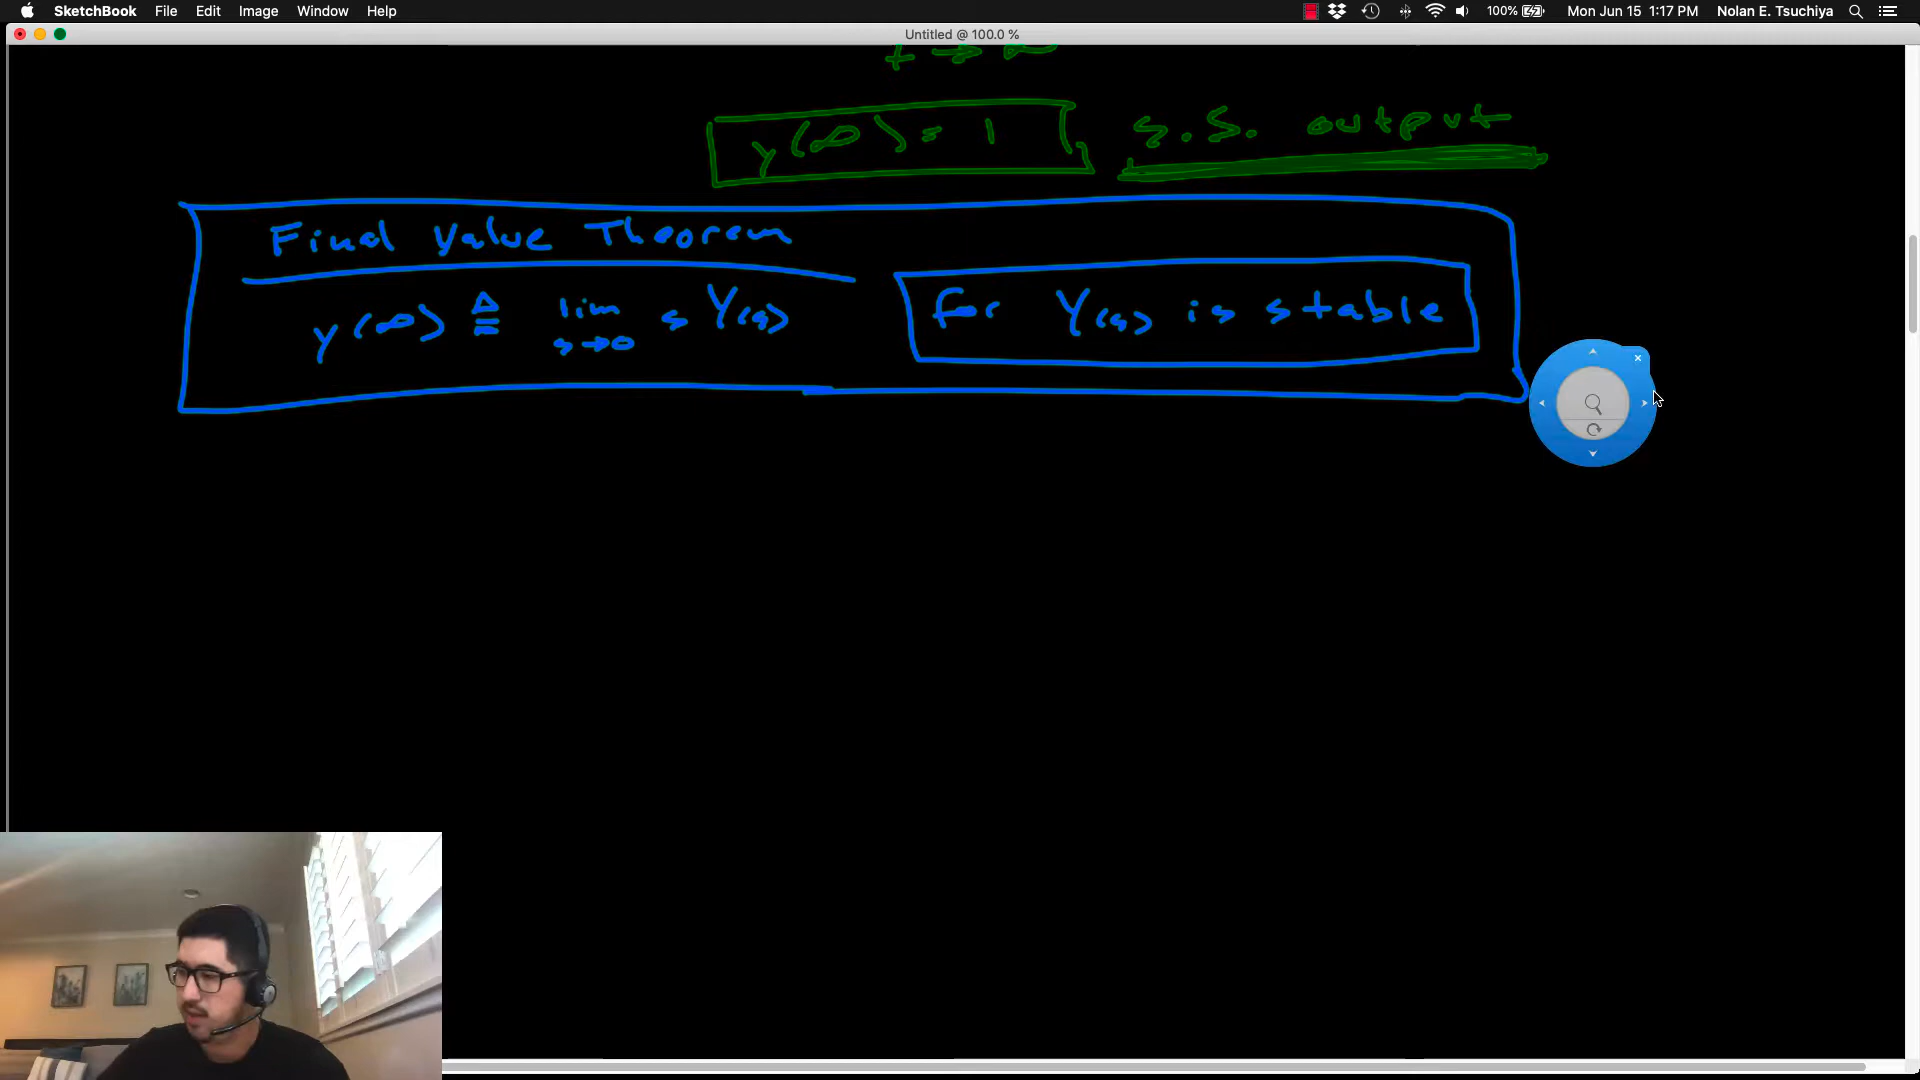 SketchBook File Edit Image Window Help 100% Mon Jun 15 1:17 PM Nolan E. Tsuchiya
Untitled @ 100.0 %
t → ∞
y(∞) = 1 s.s. output
Final Value Theorem
y(∞) ≜ lim s→0 s Y(s) for Y(s) is stable